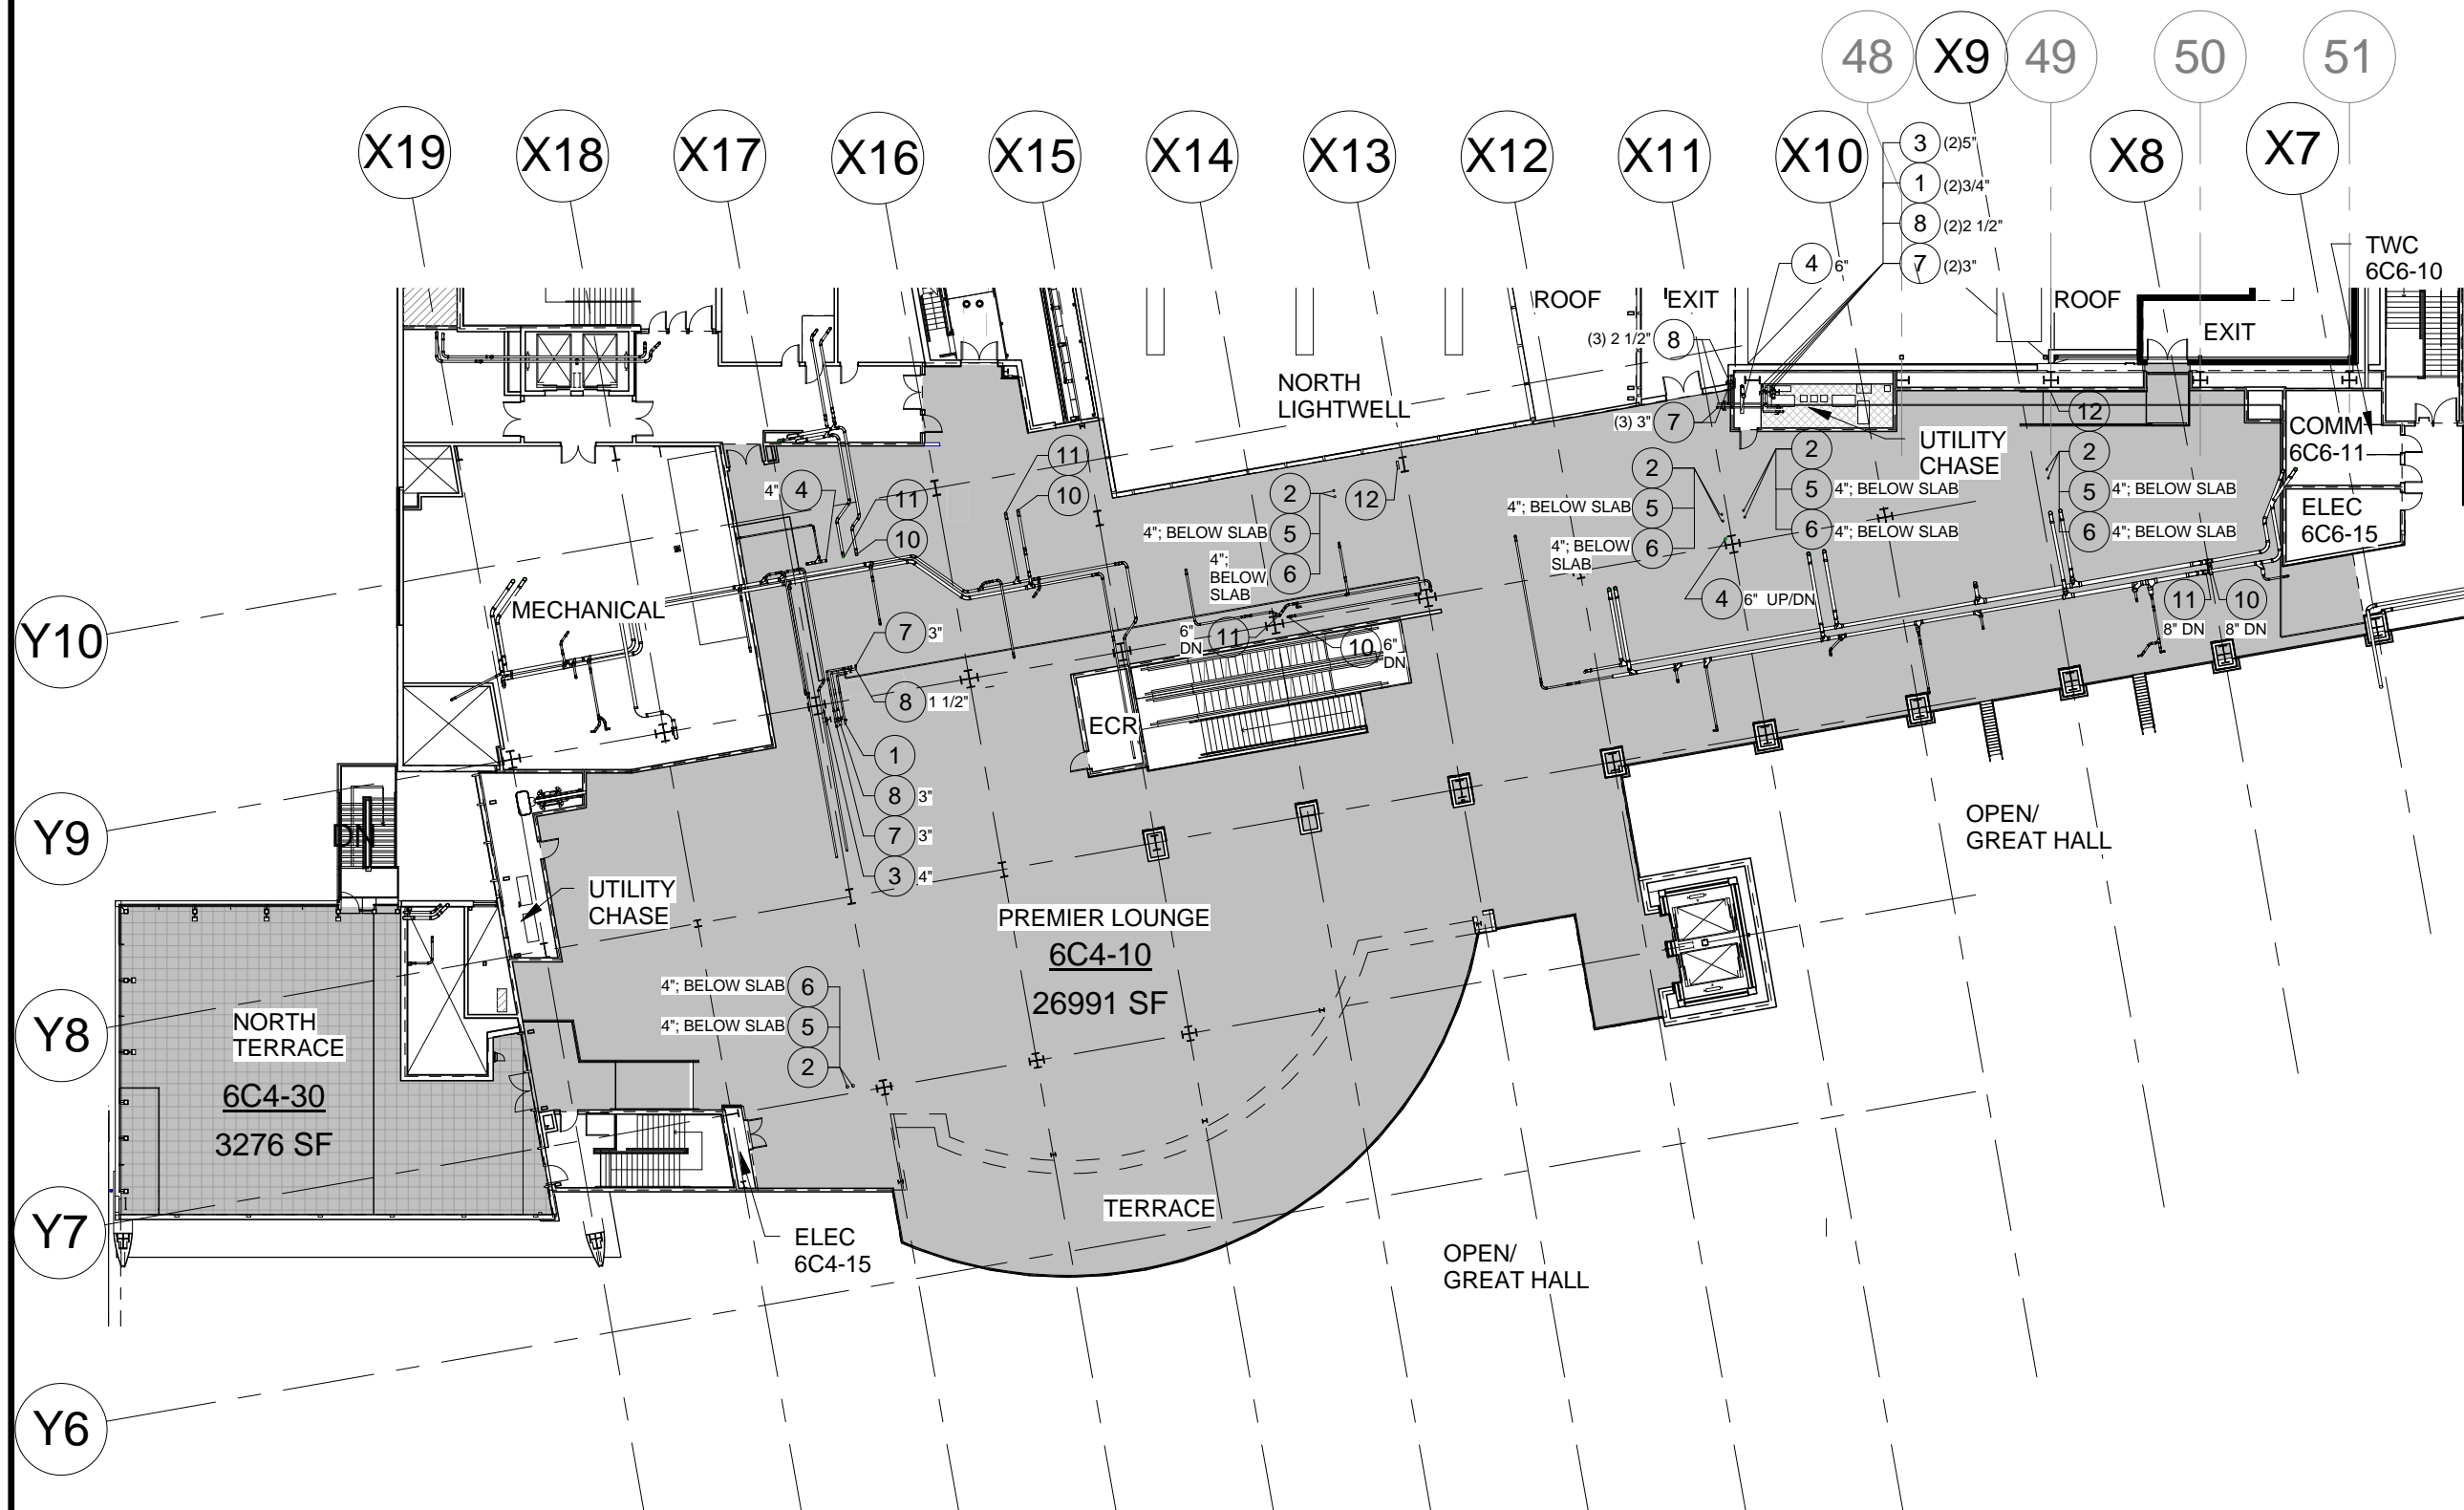 48
X9
49
50
51
X19
X18
X17
X16
X15
X14
X13
X12
X11
X10
X8
X7
3 (2)5"
1 (2)3/4"
8 (2)2 1/2"
7 (2)3"
4 6"
TWC
6C6-10
ROOF
EXIT
ROOF
EXIT
(3) 2 1/2" 8
NORTH
LIGHTWELL
(3) 3" 7
12
UTILITY
CHASE
COMM
6C6-11
ELEC
6C6-15
4" 4
11
10
11
10
2
4"; BELOW SLAB 5
4";
BELOW
SLAB
6
12
2
4"; BELOW SLAB 5
4"; BELOW
SLAB
6
2
5 4"; BELOW SLAB
6 4"; BELOW SLAB
2
5 4"; BELOW SLAB
6 4"; BELOW SLAB
4 6" UP/DN
11
8" DN
10
8" DN
Y10
MECHANICAL
7 3"
8 1 1/2"
6"
DN
11
10
6"
DN
ECR
1
8 3"
7 3"
3 4"
Y9
DN
OPEN/
GREAT HALL
UTILITY
CHASE
PREMIER LOUNGE
6C4-10
26991 SF
4"; BELOW SLAB 6
4"; BELOW SLAB 5
2
Y8
NORTH
TERRACE
6C4-30
3276 SF
TERRACE
Y7
ELEC
6C4-15
OPEN/
GREAT HALL
Y6